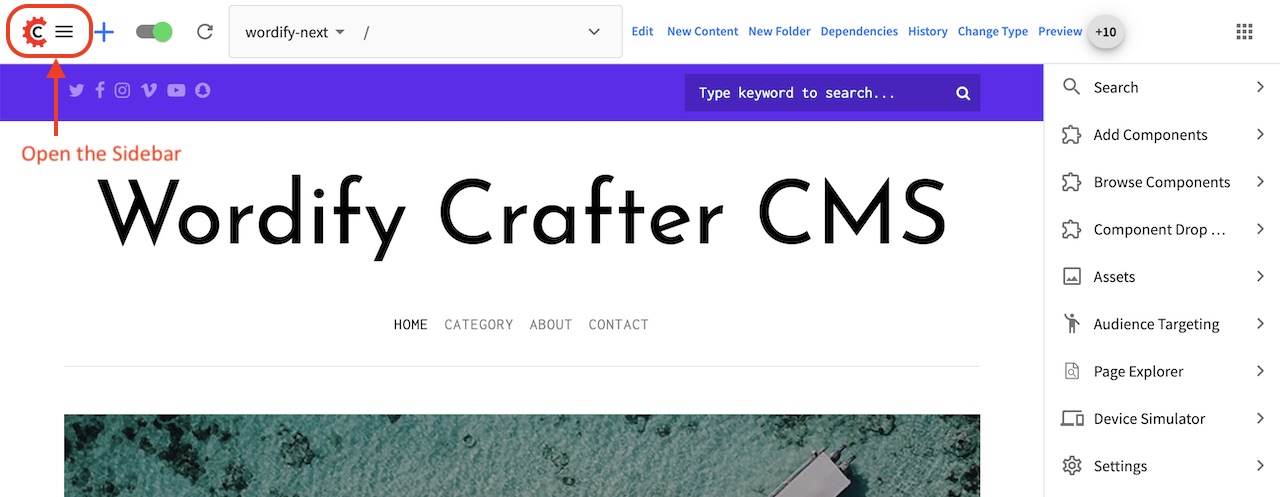 C
wordify-next /
Edit New Content New Folder Dependencies History Change Type Preview +10
Type keyword to search...
Open the Sidebar
Wordify Crafter CMS
HOME CATEGORY ABOUT CONTACT
Search
Add Components
Browse Components
Component Drop ...
Assets
Audience Targeting
Page Explorer
Device Simulator
Settings